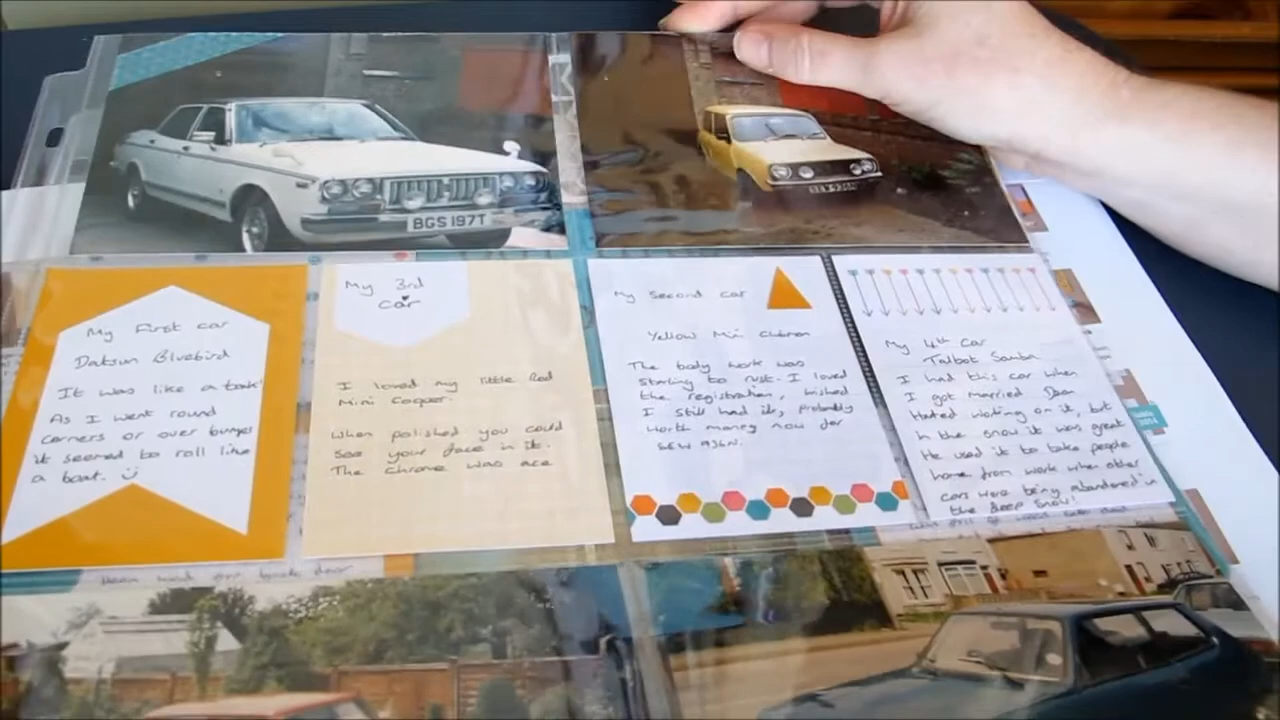 BGS 197T
My First car
Datsun Bluebird
It was like a tank!
As I went round
corners or over bumps
it seemed to roll like
a boat.
My 3rd
car
I loved my little Red
Mini Cooper.
When polished you could
see your face in it.
The chrome was ace
My Second car
Yellow Mini Clubman
The body work was
starting to rust. I loved
the registration, wished
I still had it, probably
worth money now for
SEW 936N.
My 4th Car
Talbot Samba
I had this car when
I got married. Dean
Hated working on it, but
in the snow it was great
He used it to take people
home from work when other
cars were being abandoned in
the deep snow!